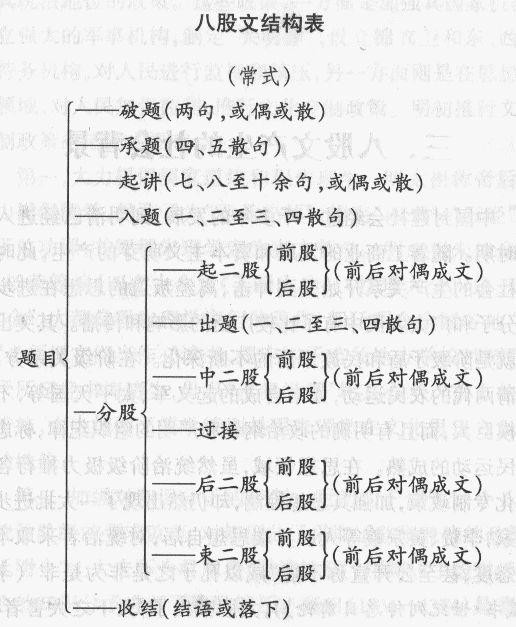 八股文结构表
(常式)
破题(两句,或偶或散)
承题(四、五散句)
起讲(七、八至十余句,或偶或散)
入题(一、二至三、四散句)
起二股 前股 后股 (前后对偶成文)
出题(一、二至三、四散句)
题目
中二股 前股 后股 (前后对偶成文)
分股
过接
后二股 前股 后股 (前后对偶成文)
束二股 前股 后股 (前后对偶成文)
收结(结语或落下)